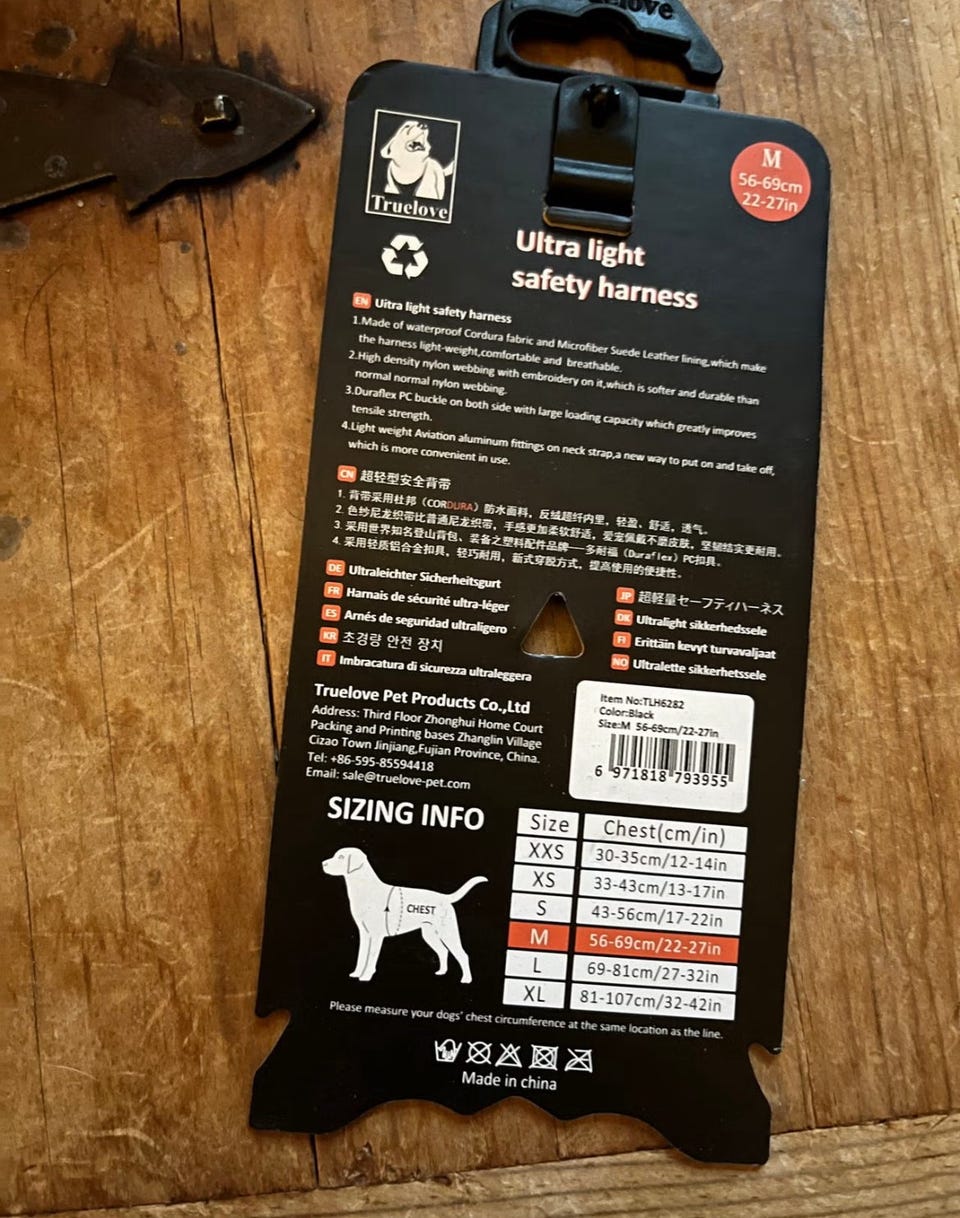 Truelove
M
56-69cm
22-27in
Ultra light
safety harness
EN Uitra light safety harness
1.Made of waterproof Cordura fabric and Microfiber Suede Leather lining,which make
the harness light-weight,comfortable and breathable.
2.High density nylon webbing with embroidery on it,which is softer and durable than
normal normal nylon webbing.
3.Duraflex PC buckle on both side with large loading capacity which greatly improves
tensile strength.
4.Light weight Aviation aluminum fittings on neck strap,a new way to put on and take off,
which is more convenient in use.
CN 超轻型安全背带
1. 背带采用杜邦（CORDURA）防水面料，反绒超纤内里，轻盈、舒适，透气。
2. 色纱尼龙织带比普通尼龙织带，手感更加柔软舒适，爱宠佩戴不磨皮肤，坚韧结实更耐用。
3. 采用世界知名登山背包、装备之塑料配件品牌——多耐福（Duraflex）PC扣具。
4. 采用轻质铝合金扣具，轻巧耐用，新式穿脱方式，提高使用的便捷性。
DE Ultraleichter Sicherheitsgurt
FR Harnais de sécurité ultra-léger
ES Arnés de seguridad ultraligero
KR 초경량 안전 장치
IT Imbracatura di sicurezza ultraleggera
JP 超軽量セーフティハーネス
DK Ultralight sikkerhedssele
FI Erittäin kevyt turvavaljaat
NO Ultralette sikkerhetssele
Truelove Pet Products Co.,Ltd
Address: Third Floor Zhonghui Home Court
Packing and Printing bases Zhanglin Village
Cizao Town Jinjiang,Fujian Province, China.
Tel: +86-595-85594418
Email: sale@truelove-pet.com
Item No:TLH6282
Color:Black
Size:M 56-69cm/22-27in
6 971818 793955
SIZING INFO
CHEST
Size Chest(cm/in)
XXS 30-35cm/12-14in
XS 33-43cm/13-17in
S 43-56cm/17-22in
M 56-69cm/22-27in
L 69-81cm/27-32in
XL 81-107cm/32-42in
Please measure your dogs' chest circumference at the same location as the line.
Made in china